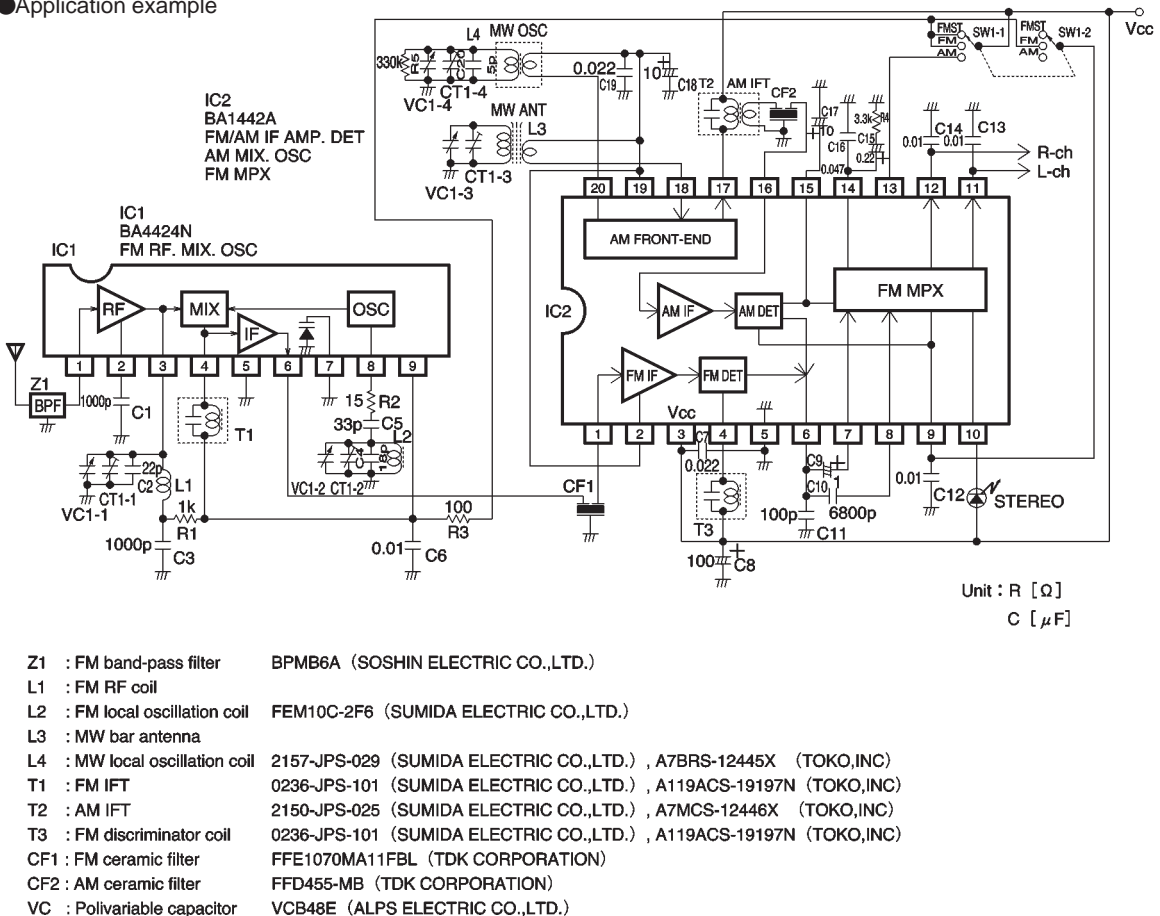 ●Application example
Vcc
FMST
FM
AM
SW1-1
FMST
FM
AM
SW1-2
L4
MW OSC
330k
R5
C20
5p
VC1-4
CT1-4
0.022
C19
10
C18
T2
AM IFT
CF2
C17
10
3.3k
R4
C16
0.047
C15
0.22
C14
0.01
C13
0.01
R-ch
L-ch
MW ANT
L3
CT1-3
VC1-3
IC2
BA1442A
FM/AM IF AMP. DET
AM MIX. OSC
FM MPX
20 19 18 17 16 15 14 13 12 11
AM FRONT-END
IC2
AM IF
AM DET
FM MPX
FM IF
FM DET
Vcc
1 2 3 4 5 6 7 8 9 10
IC1
BA4424N
FM RF. MIX. OSC
IC1
RF
MIX
IF
OSC
1 2 3 4 5 6 7 8 9
Z1
BPF
1000p
C1
T1
15
R2
33p
C5
L2
C4
18p
VC1-2
CT1-2
22p
C2
CT1-1
VC1-1
L1
1k
R1
1000p
C3
0.01
C6
100
R3
CF1
C7
0.022
T3
100
C8
C9
1
C10
6800p
100p
C11
0.01
C12
STEREO
Unit : R [Ω]
C [μF]
Z1 : FM band-pass filter BPMB6A (SOSHIN ELECTRIC CO.,LTD.)
L1 : FM RF coil
L2 : FM local oscillation coil FEM10C-2F6 (SUMIDA ELECTRIC CO.,LTD.)
L3 : MW bar antenna
L4 : MW local oscillation coil 2157-JPS-029 (SUMIDA ELECTRIC CO.,LTD.) , A7BRS-12445X (TOKO,INC)
T1 : FM IFT 0236-JPS-101 (SUMIDA ELECTRIC CO.,LTD.) , A119ACS-19197N (TOKO,INC)
T2 : AM IFT 2150-JPS-025 (SUMIDA ELECTRIC CO.,LTD.) , A7MCS-12446X (TOKO,INC)
T3 : FM discriminator coil 0236-JPS-101 (SUMIDA ELECTRIC CO.,LTD.) , A119ACS-19197N (TOKO,INC)
CF1 : FM ceramic filter FFE1070MA11FBL (TDK CORPORATION)
CF2 : AM ceramic filter FFD455-MB (TDK CORPORATION)
VC : Polivariable capacitor VCB48E (ALPS ELECTRIC CO.,LTD.)